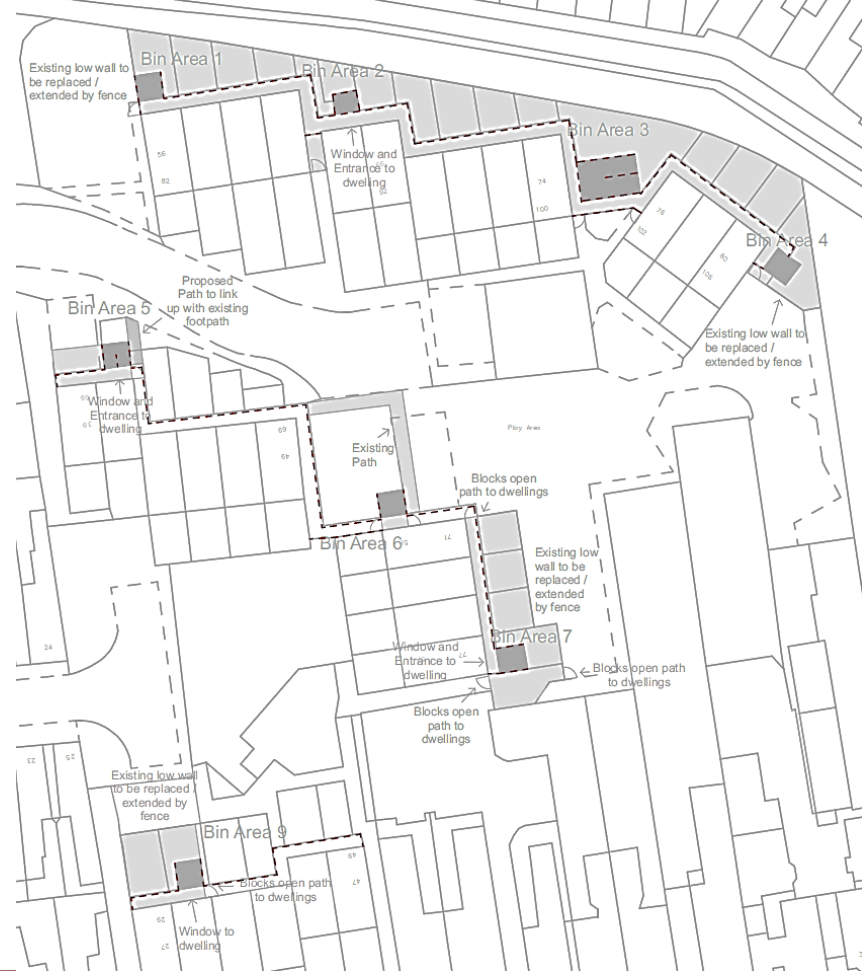 Bin Area 1
Existing low wall to
be replaced /
extended by fence
Bin Area 2
Window and
Entrance to
dwelling
56
82
Bin Area 3
74
100
76
102
80
106
Bin Area 4
Existing low wall to
be replaced /
extended by fence
Proposed
Path to link
up with existing
footpath
Bin Area 5
Window and
Entrance to
dwelling
69
49
Existing
Path
Play Area
Blocks open
path to dwellings
Bin Area 6
71
Existing low
wall to be
replaced /
extended
by fence
Bin Area 7
Window and
Entrance to
dwelling
77
Blocks open path
to dwellings
Blocks open
path to
dwellings
24
23
25
Existing low wall
to be replaced /
extended by
fence
Bin Area 9
49
47
Blocks open path
to dwellings
29
27
Window to
dwelling